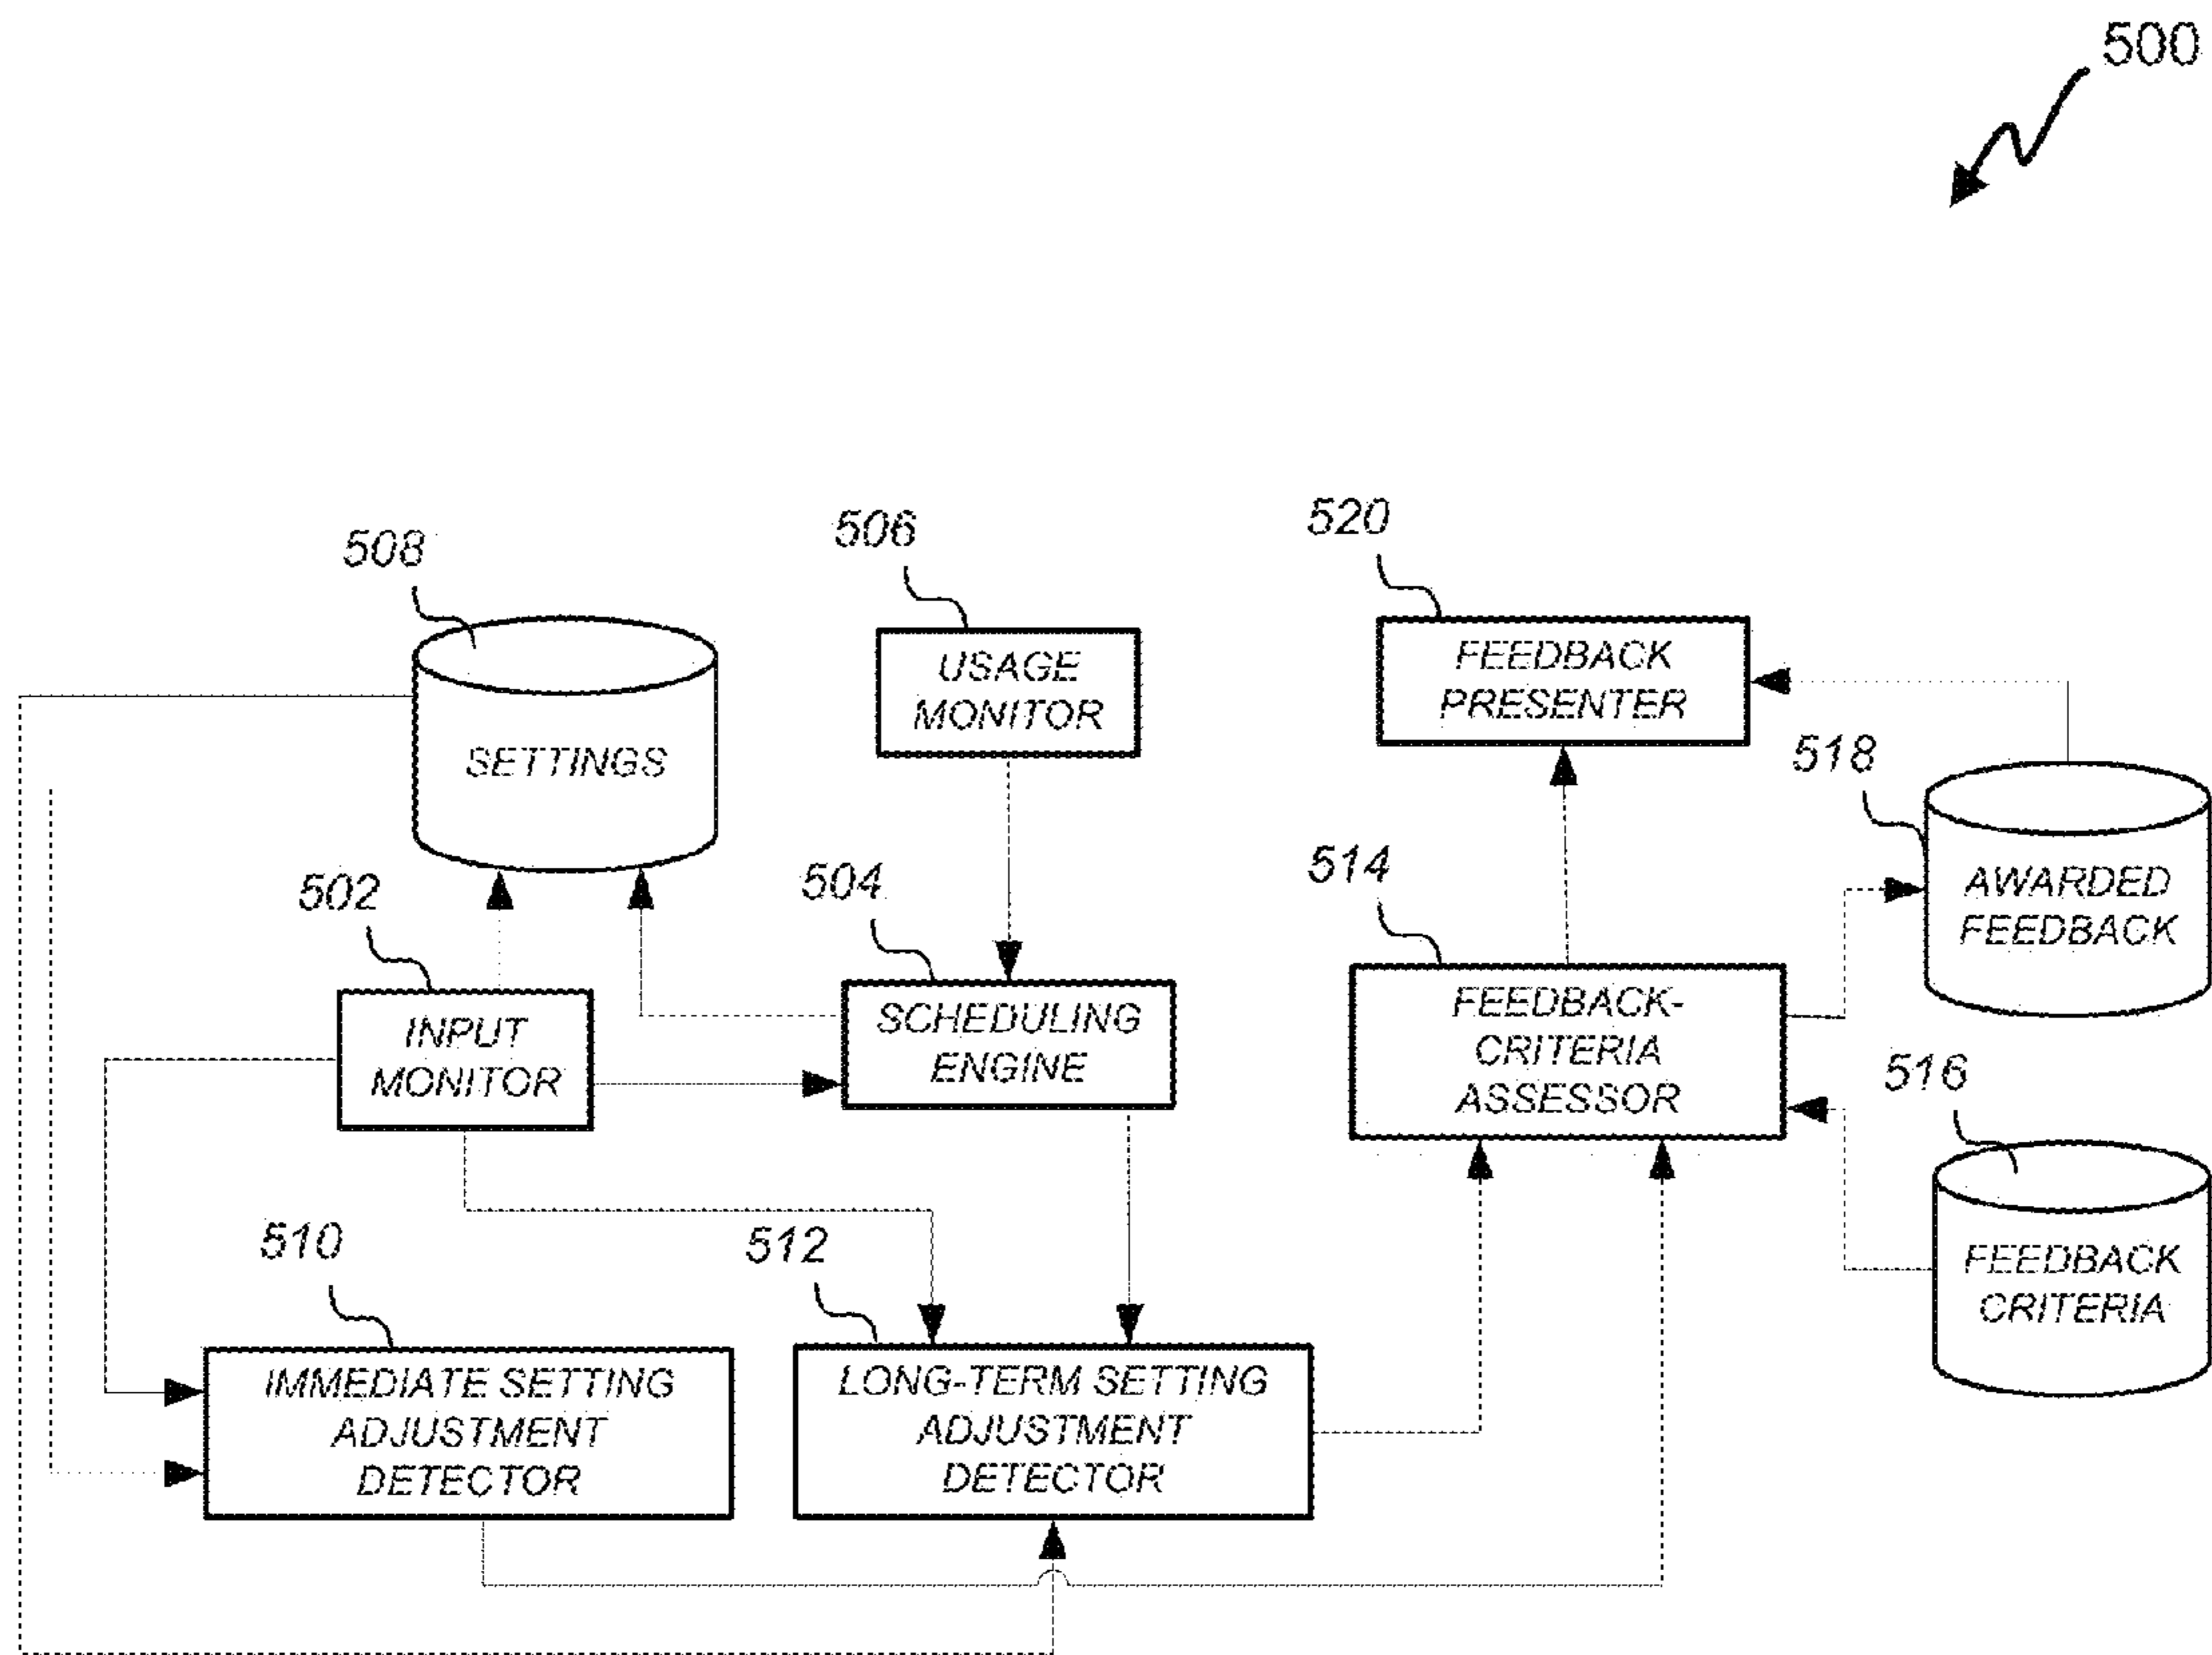 500
508
506
520
USAGE
MONITOR
FEEDBACK
PRESENTER
SETTINGS
518
502
504
514
AWARDED
FEEDBACK
INPUT
MONITOR
SCHEDULING
ENGINE
FEEDBACK-
CRITERIA
ASSESSOR
516
510
512
FEEDBACK
CRITERIA
IMMEDIATE SETTING
ADJUSTMENT
DETECTOR
LONG-TERM SETTING
ADJUSTMENT
DETECTOR